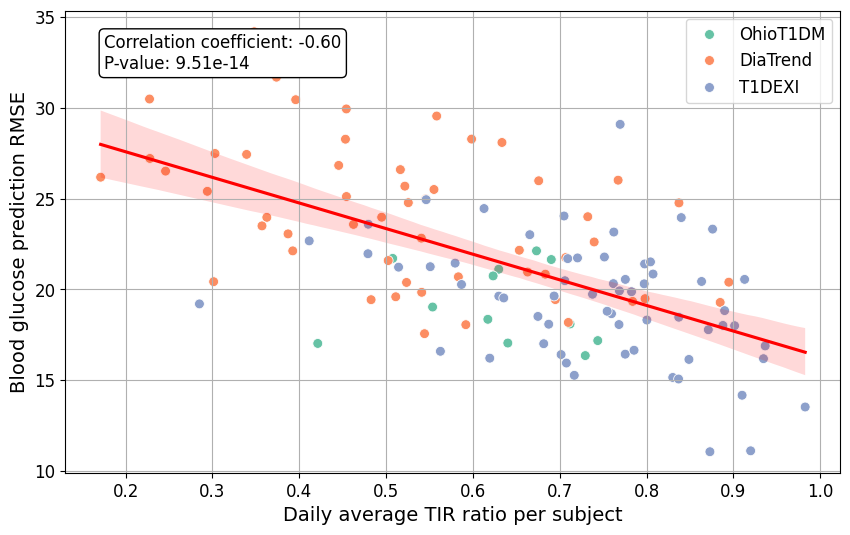 Correlation coefficient: -0.60
P-value: 9.51e-14
OhioT1DM
DiaTrend
T1DEXI
Blood glucose prediction RMSE
35
30
25
20
15
10
0.2 0.3 0.4 0.5 0.6 0.7 0.8 0.9 1.0
Daily average TIR ratio per subject